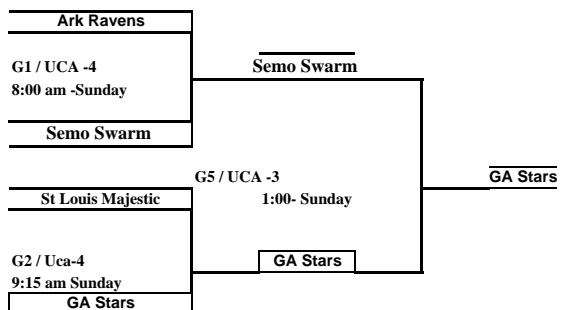 Ark Ravens
G1 / UCA -4
8:00 am -Sunday
Semo Swarm
Semo Swarm
G5 / UCA -3
1:00- Sunday
GA Stars
St Louis Majestic
G2 / Uca-4
9:15 am Sunday
GA Stars
GA Stars